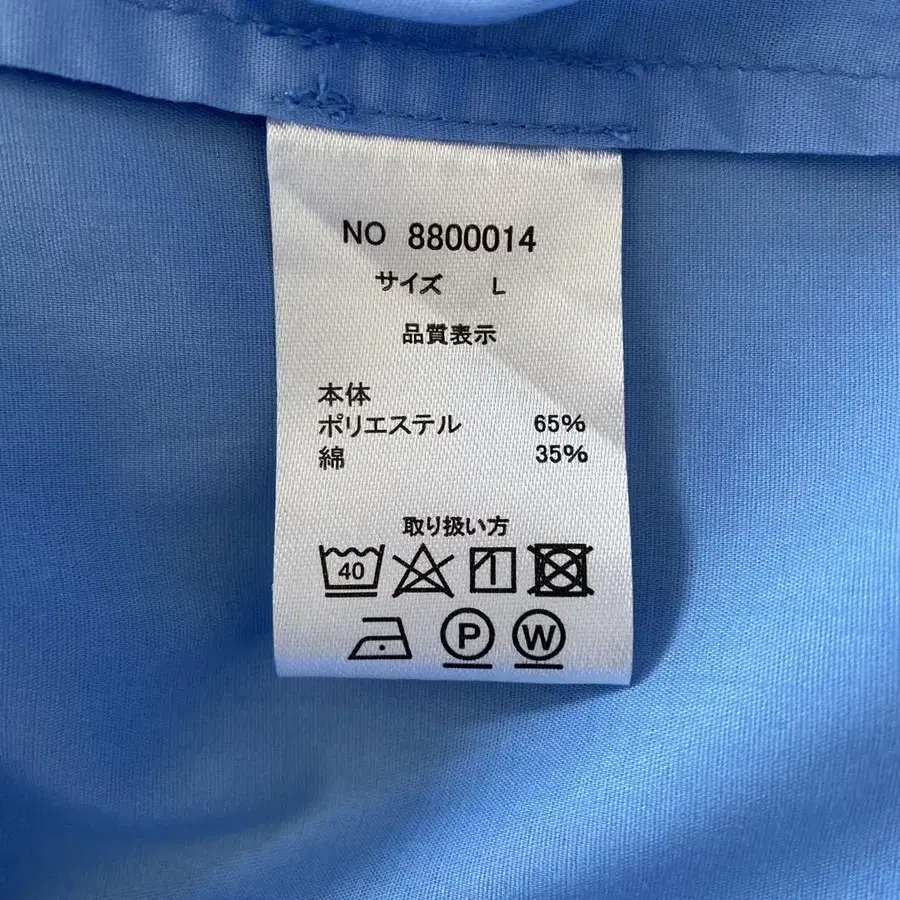 NO 8800014
サイズ L
品質表示
本体
ポリエステル 65%
綿 35%
取り扱い方
40
P W